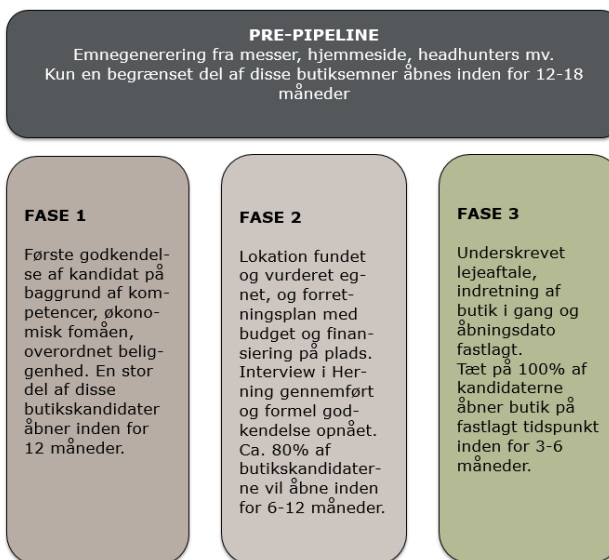 PRE-PIPELINE
Emnegenerering fra messer, hjemmeside, headhunters mv.
Kun en begrænset del af disse butiksemner åbnes inden for 12-18
måneder
FASE 1
Første godkendel-
se af kandidat på
baggrund af kom-
petencer, økono-
misk fomåen,
overordnet belig-
genhed. En stor
del af disse
butikskandidater
åbner inden for
12 måneder.
FASE 2
Lokation fundet
og vurderet eg-
net, og forret-
ningsplan med
budget og finan-
siering på plads.
Interview i Her-
ning gennemført
og formel god-
kendelse opnået.
Ca. 80% af
butikskandidater-
ne vil åbne inden
for 6-12 måneder.
FASE 3
Underskrevet
lejeaftale,
indretning af
butik i gang og
åbningsdato
fastlagt.
Tæt på 100% af
kandidaterne
åbner butik på
fastlagt tidspunkt
inden for 3-6
måneder.